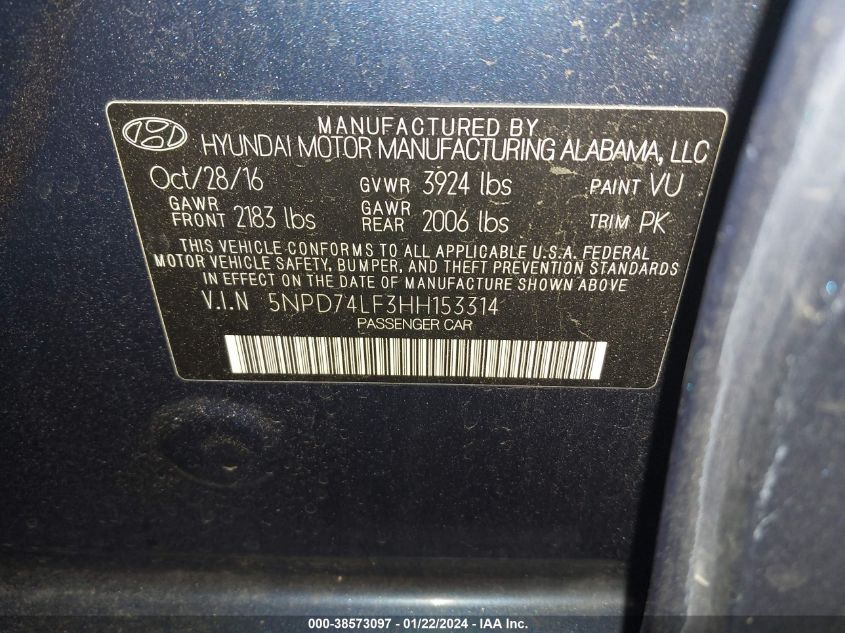 MANUFACTURED BY
HYUNDAI MOTOR MANUFACTURING ALABAMA, LLC
Oct/28/16 GVWR 3924 lbs PAINT VU
GAWR FRONT 2183 lbs GAWR REAR 2006 lbs TRIM PK
THIS VEHICLE CONFORMS TO ALL APPLICABLE U.S.A. FEDERAL
MOTOR VEHICLE SAFETY, BUMPER, AND THEFT PREVENTION STANDARDS
IN EFFECT ON THE DATE OF MANUFACTURE SHOWN ABOVE
V.I.N 5NPD74LF3HH153314
PASSENGER CAR
000-38573097 - 01/22/2024 - IAA Inc.